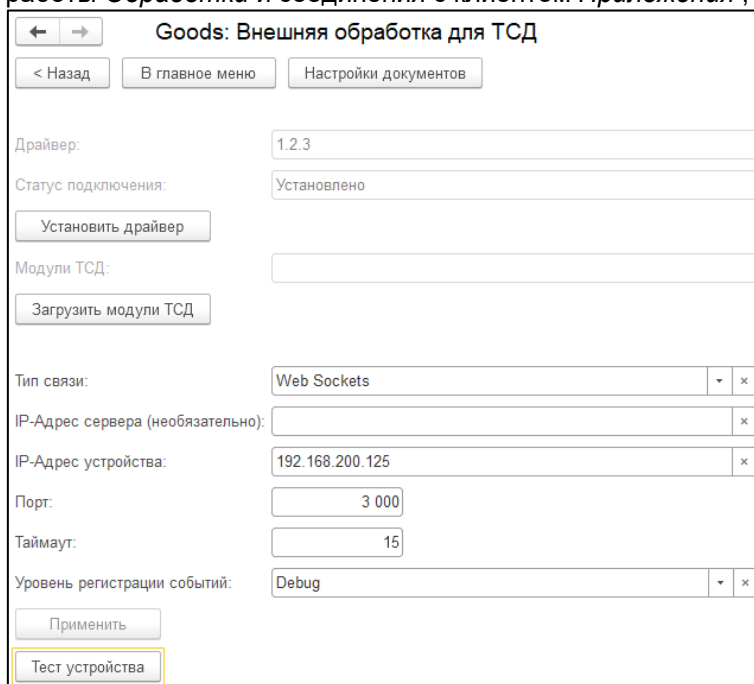 Goods: Внешняя обработка для ТСД
< Назад В главное меню Настройки документов
Драйвер: 1.2.3
Статус подключения: Установлено
Установить драйвер
Модули ТСД:
Загрузить модули ТСД
Тип связи: Web Sockets
IP-Адрес сервера (необязательно):
IP-Адрес устройства: 192.168.200.125
Порт: 3 000
Таймаут: 15
Уровень регистрации событий: Debug
Применить
Тест устройства